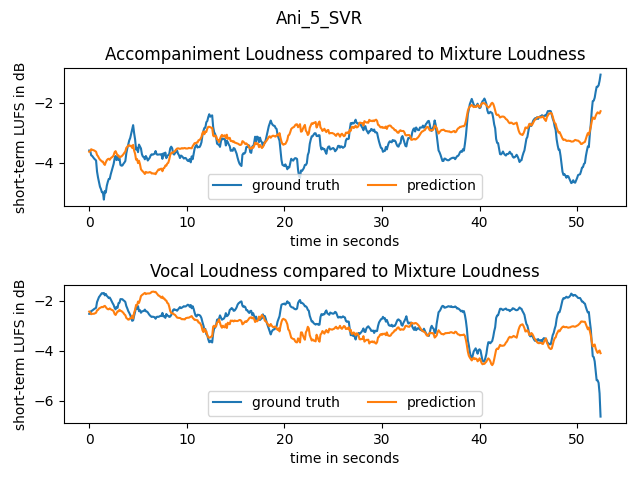 Ani_5_SVR
Accompaniment Loudness compared to Mixture Loudness
short-term LUFS in dB
−2
−4
ground truth
prediction
0 10 20 30 40 50
time in seconds
Vocal Loudness compared to Mixture Loudness
short-term LUFS in dB
−2
−4
−6
ground truth
prediction
0 10 20 30 40 50
time in seconds